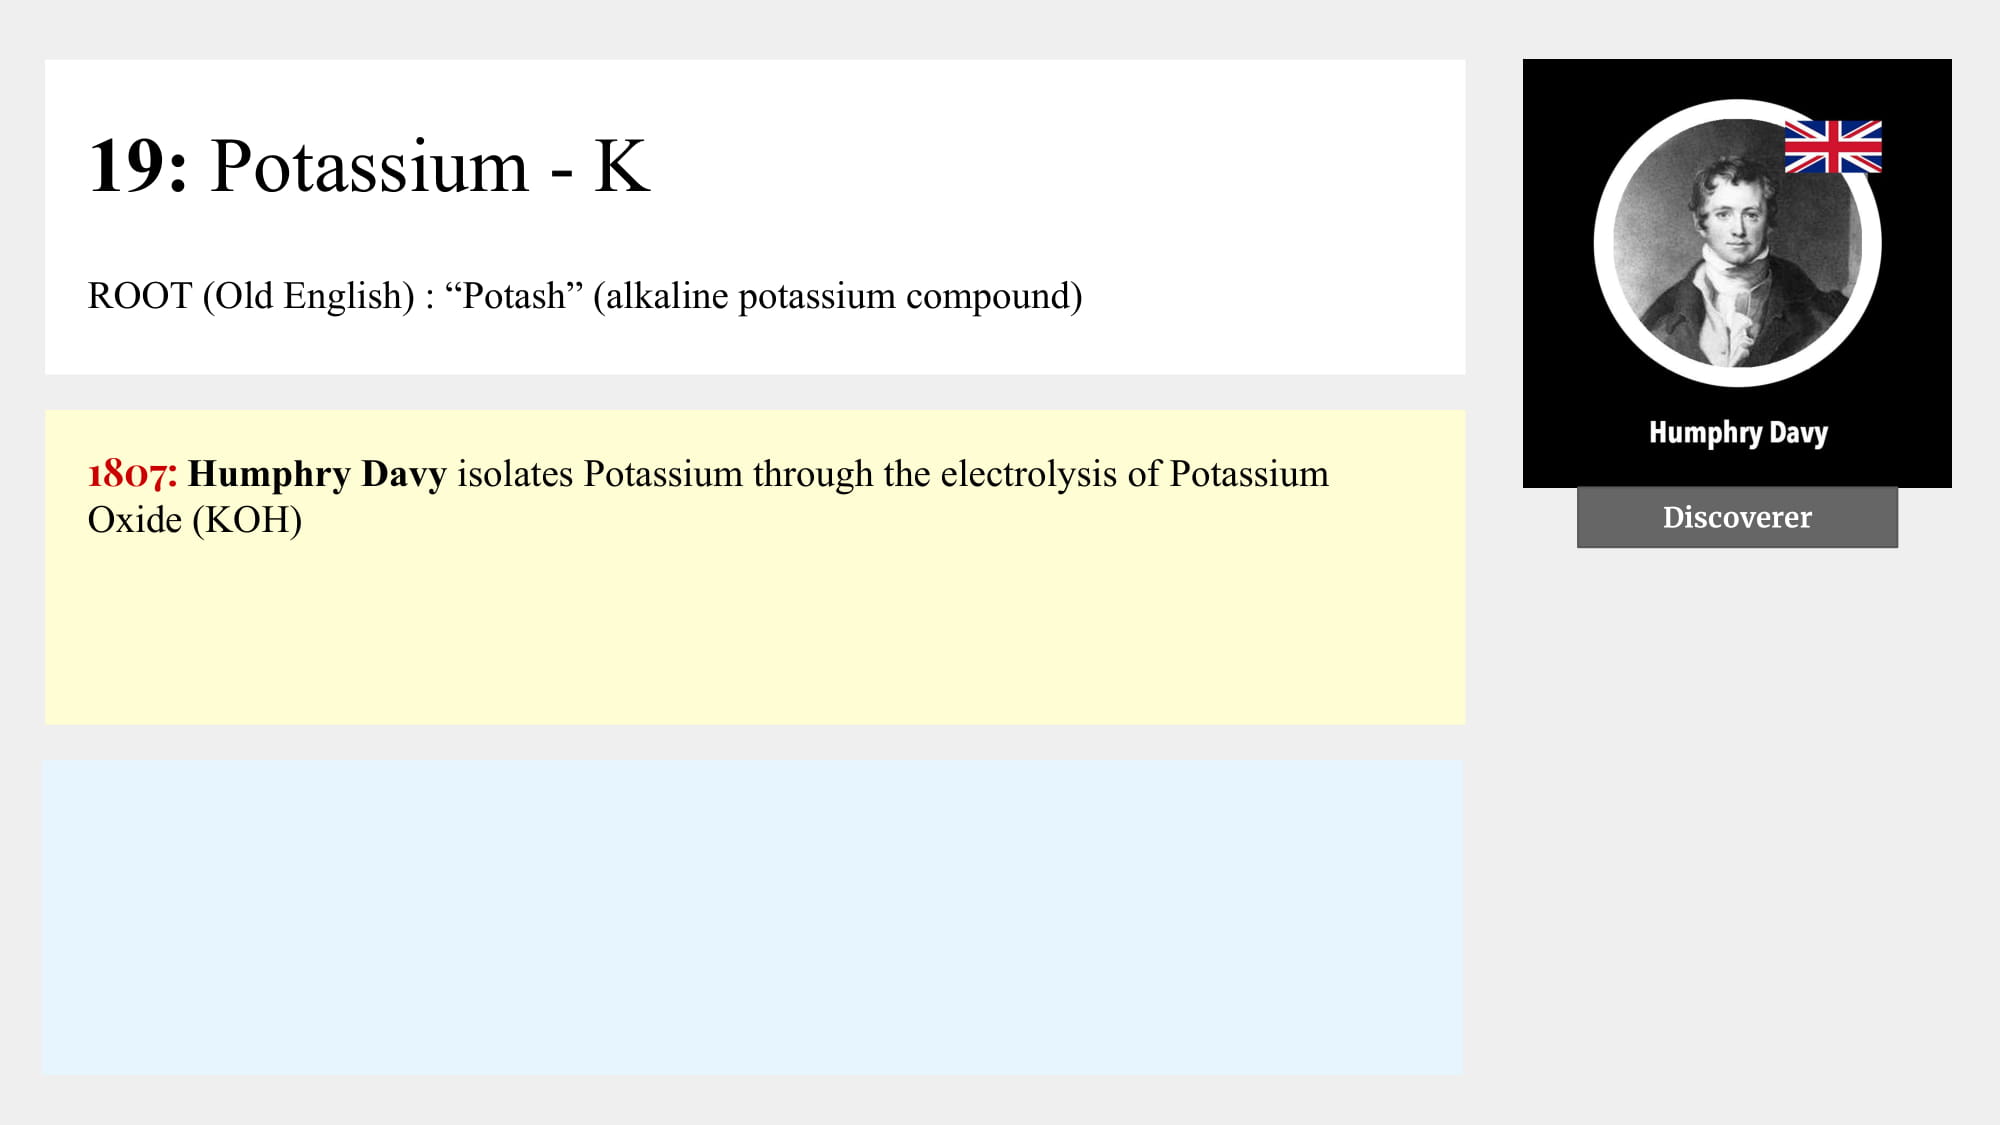 19: Potassium - K
ROOT (Old English) : “Potash” (alkaline potassium compound)
1807: Humphry Davy isolates Potassium through the electrolysis of Potassium
Oxide (KOH)
Humphry Davy
Discoverer